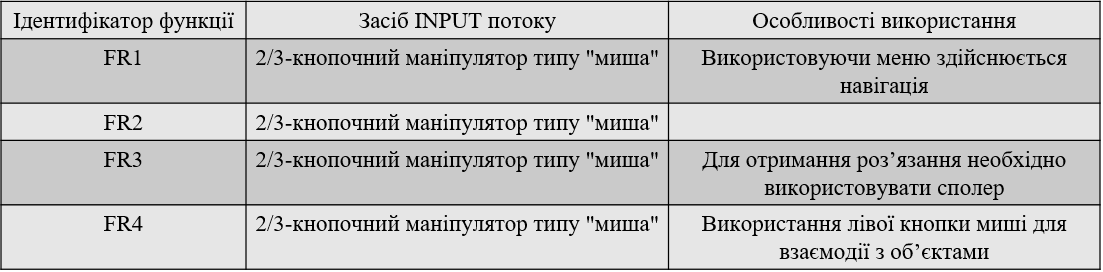 Ідентифікатор функції Засіб INPUT потоку Особливості використання
FR1 2/3-кнопочний маніпулятор типу "миша" Використовуючи меню здійснюється
навігація
FR2 2/3-кнопочний маніпулятор типу "миша"
FR3 2/3-кнопочний маніпулятор типу "миша" Для отримання роз’язання необхідно
використовувати сполер
FR4 2/3-кнопочний маніпулятор типу "миша" Використання лівої кнопки миші для
взаємодії з об’єктами